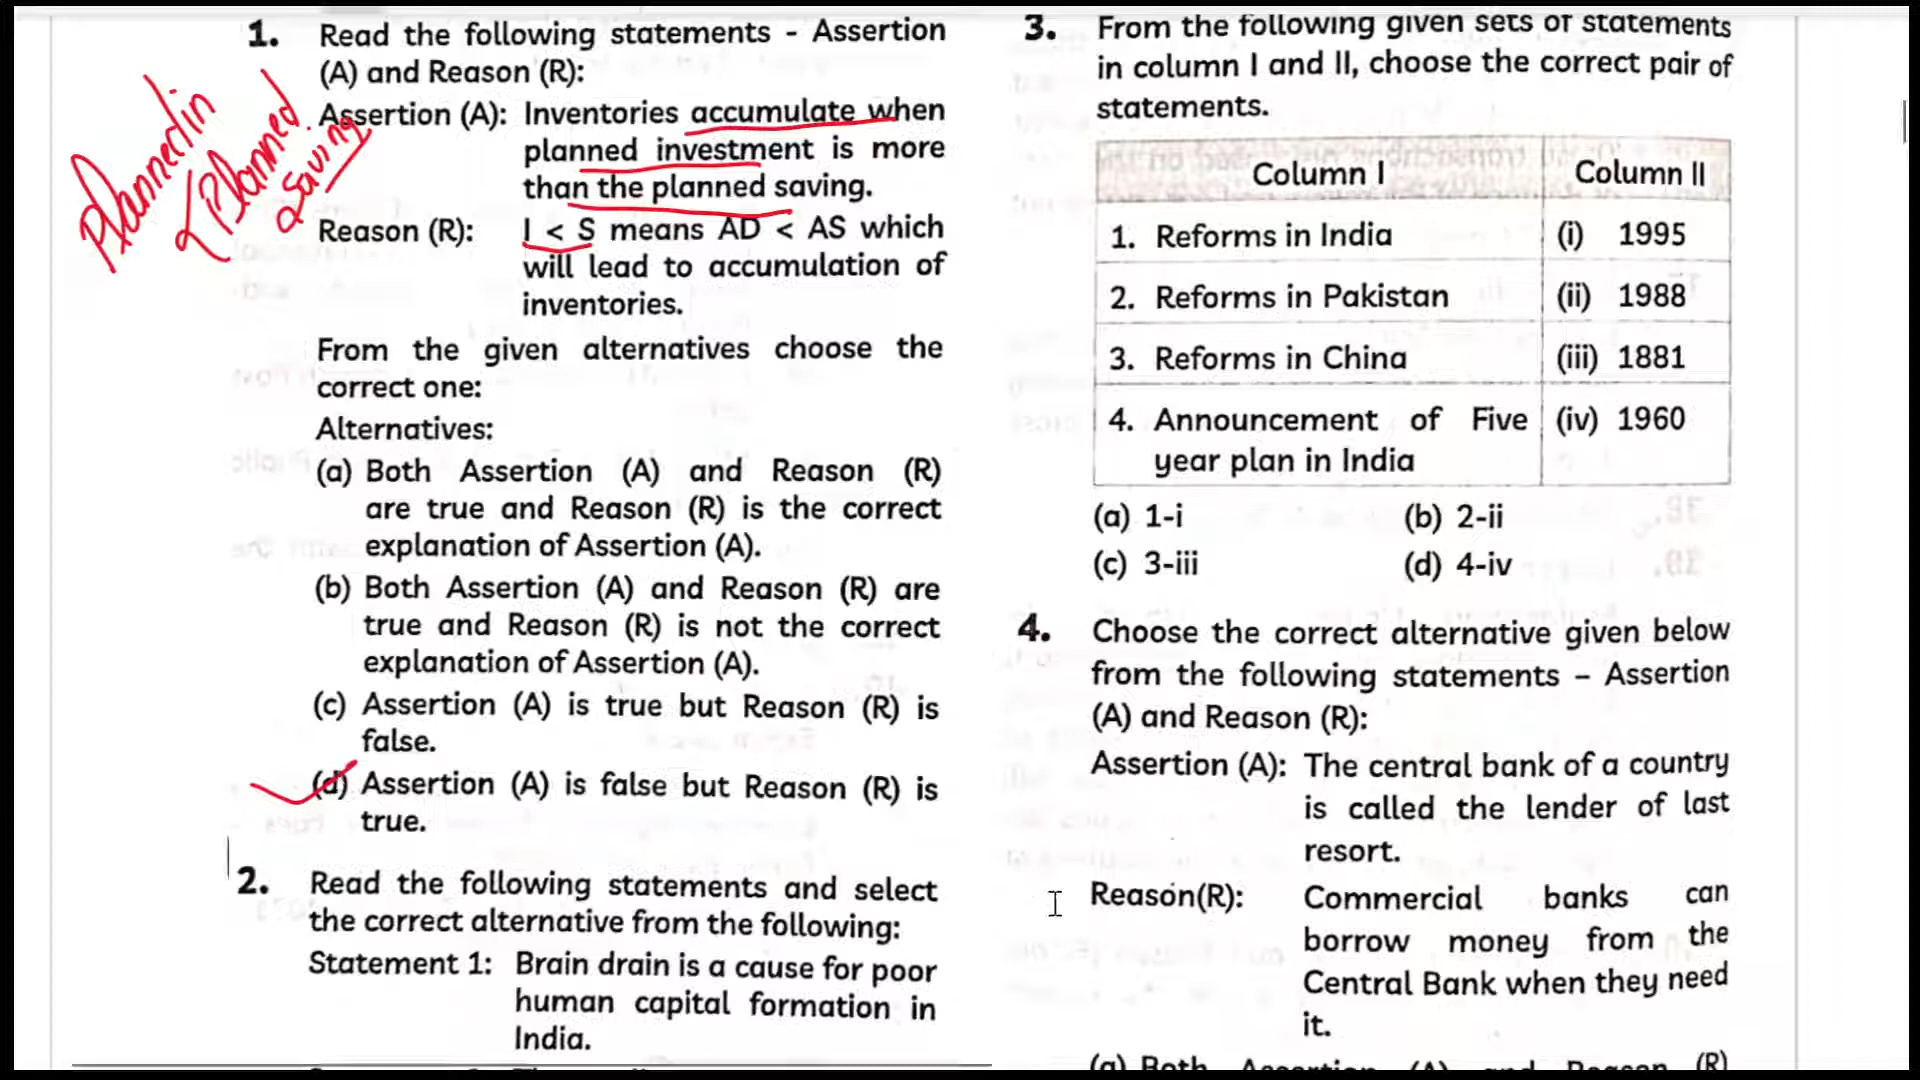 1. Read the following statements - Assertion
(A) and Reason (R):
Assertion (A): Inventories accumulate when
planned investment is more
than the planned saving.
Reason (R): I < S means AD < AS which
will lead to accumulation of
inventories.
From the given alternatives choose the
correct one:
Alternatives:
(a) Both Assertion (A) and Reason (R)
are true and Reason (R) is the correct
explanation of Assertion (A).
(b) Both Assertion (A) and Reason (R) are
true and Reason (R) is not the correct
explanation of Assertion (A).
(c) Assertion (A) is true but Reason (R) is
false.
(d) Assertion (A) is false but Reason (R) is
true.
Planned in
< Planned
Saving
2. Read the following statements and select
the correct alternative from the following:
Statement 1: Brain drain is a cause for poor
human capital formation in
India.
3. From the following given sets of statements
in column I and II, choose the correct pair of
statements.
Column I Column II
1. Reforms in India (i) 1995
2. Reforms in Pakistan (ii) 1988
3. Reforms in China (iii) 1881
4. Announcement of Five (iv) 1960
year plan in India
(a) 1-i (b) 2-ii
(c) 3-iii (d) 4-iv
4. Choose the correct alternative given below
from the following statements – Assertion
(A) and Reason (R):
Assertion (A): The central bank of a country
is called the lender of last
resort.
Reason(R): Commercial banks can
borrow money from the
Central Bank when they need
it.
(a) Both Assertion (A) and Reason (R)